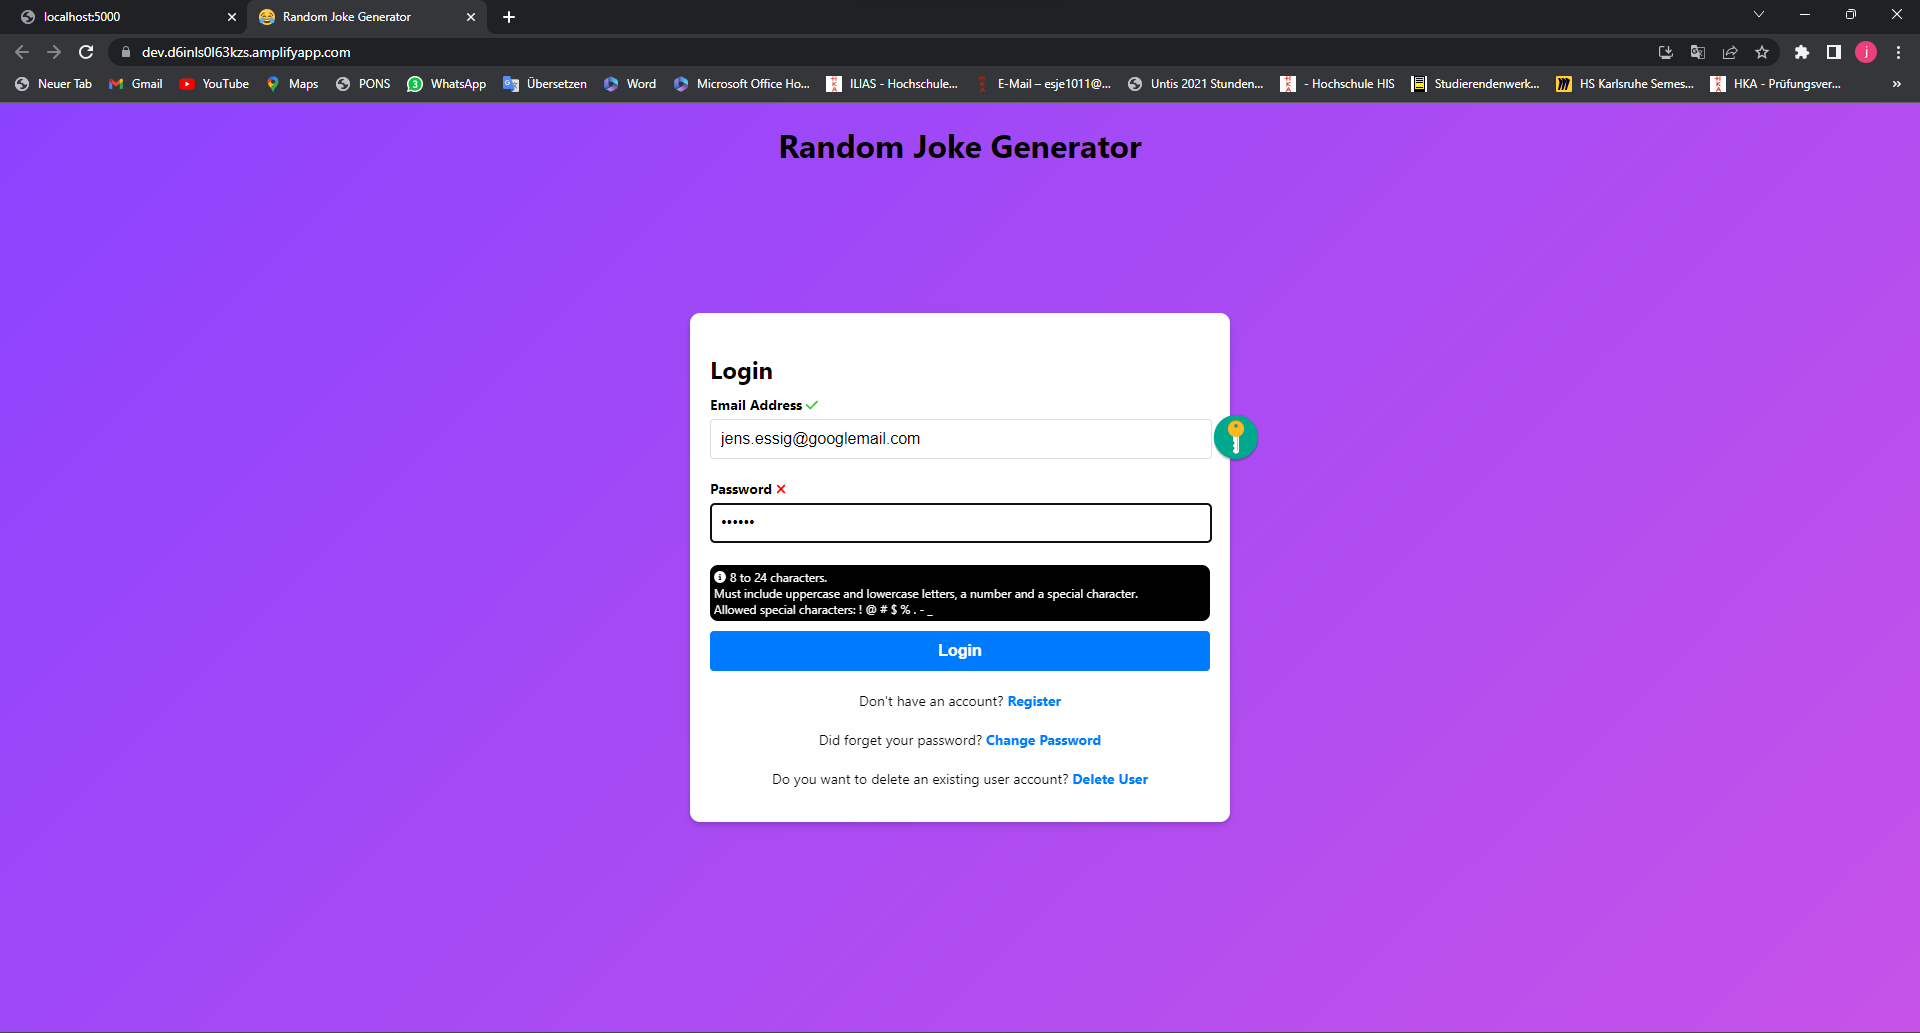 localhost:5000
Random Joke Generator
dev.d6inls0l63kzs.amplifyapp.com
j
Neuer Tab Gmail YouTube Maps PONS 3 WhatsApp Übersetzen Word Microsoft Office Ho... ILIAS - Hochschule... E-Mail – esje1011@... Untis 2021 Stunden... - Hochschule HIS Studierendenwerk... HS Karlsruhe Semes... HKA - Prüfungsver... »
Random Joke Generator
Login
Email Address
jens.essig@googlemail.com
Password
••••••
8 to 24 characters.
Must include uppercase and lowercase letters, a number and a special character.
Allowed special characters: ! @ # $ % . - _
Login
Don't have an account? Register
Did forget your password? Change Password
Do you want to delete an existing user account? Delete User